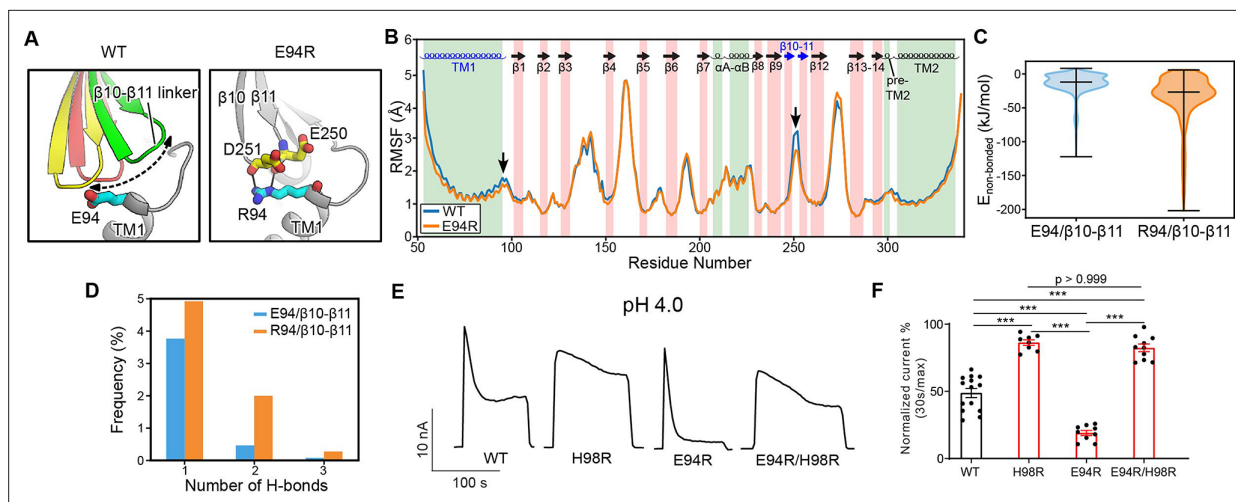 A
WT
E94R
β10-β11
linker
E94
TM1
β10 β11
E250
D251
R94
TM1
B
RMSF (Å)
6
5
4
3
2
1
0
TM1
β1
β2
β3
β4
β5
β6
β7
αA-αB
β8
β9
β10-11
β12
β13-14
pre-
TM2
TM2
WT
E94R
50
100
150
200
250
300
Residue Number
C
Enon-bonded (kJ/mol)
0
-50
-100
-150
-200
E94/β10-β11
R94/β10-β11
D
Frequency (%)
5
4
3
2
1
0
E94/β10-β11
R94/β10-β11
1
2
3
Number of H-bonds
E
pH 4.0
10 nA
100 s
WT
H98R
E94R
E94R/H98R
F
p > 0.999
***
***
*** *** ***
Normalized current %
(30s/max)
100
50
0
WT
H98R
E94R
E94R/H98R